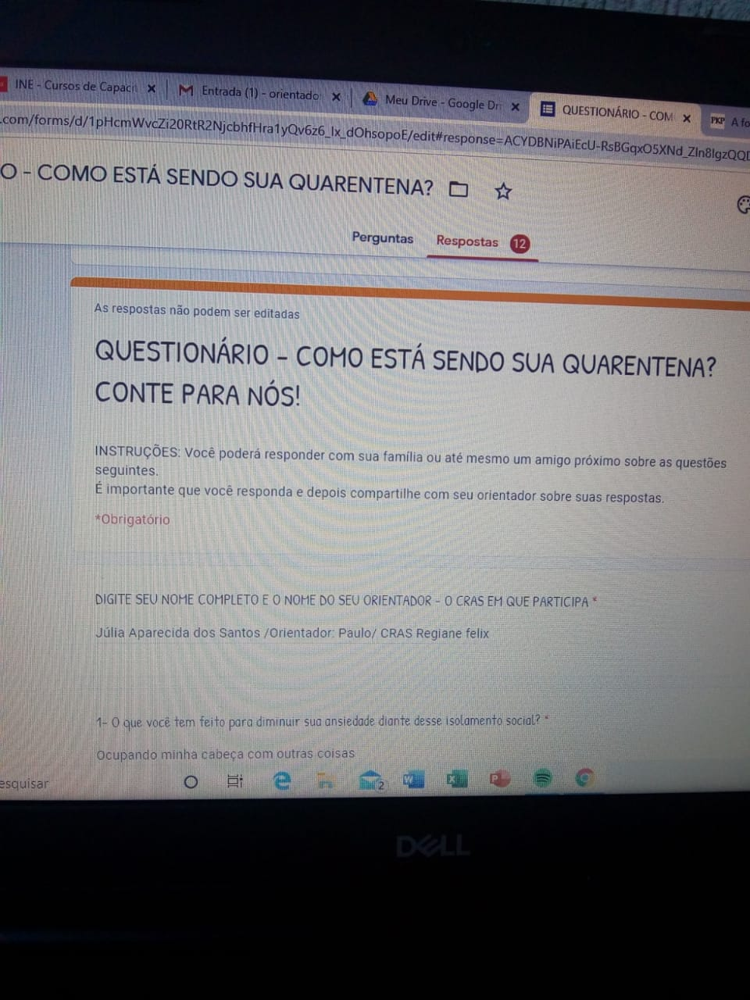 INE - Cursos de Capaci
Entrada (1) - orientado
Meu Drive - Google Dri
QUESTIONÁRIO - COM
PKP A fo
.com/forms/d/1pHcmWvcZi20RtR2NjcbhfHra1yQv6z6_lx_dOhsopoE/edit#response=ACYDBNiPAiEcU-RsBGqxO5XNd_ZIn8IgzQQD
O - COMO ESTÁ SENDO SUA QUARENTENA?
Perguntas
Respostas 12
As respostas não podem ser editadas
QUESTIONÁRIO - COMO ESTÁ SENDO SUA QUARENTENA?
CONTE PARA NÓS!
INSTRUÇÕES: Você poderá responder com sua família ou até mesmo um amigo próximo sobre as questões
seguintes.
É importante que você responda e depois compartilhe com seu orientador sobre suas respostas.
*Obrigatório
DIGITE SEU NOME COMPLETO E O NOME DO SEU ORIENTADOR - O CRAS EM QUE PARTICIPA *
Júlia Aparecida dos Santos /Orientador: Paulo/ CRAS Regiane felix
1- O que você tem feito para diminuir sua ansiedade diante desse isolamento social? *
Ocupando minha cabeça com outras coisas
esquisar
2
DELL